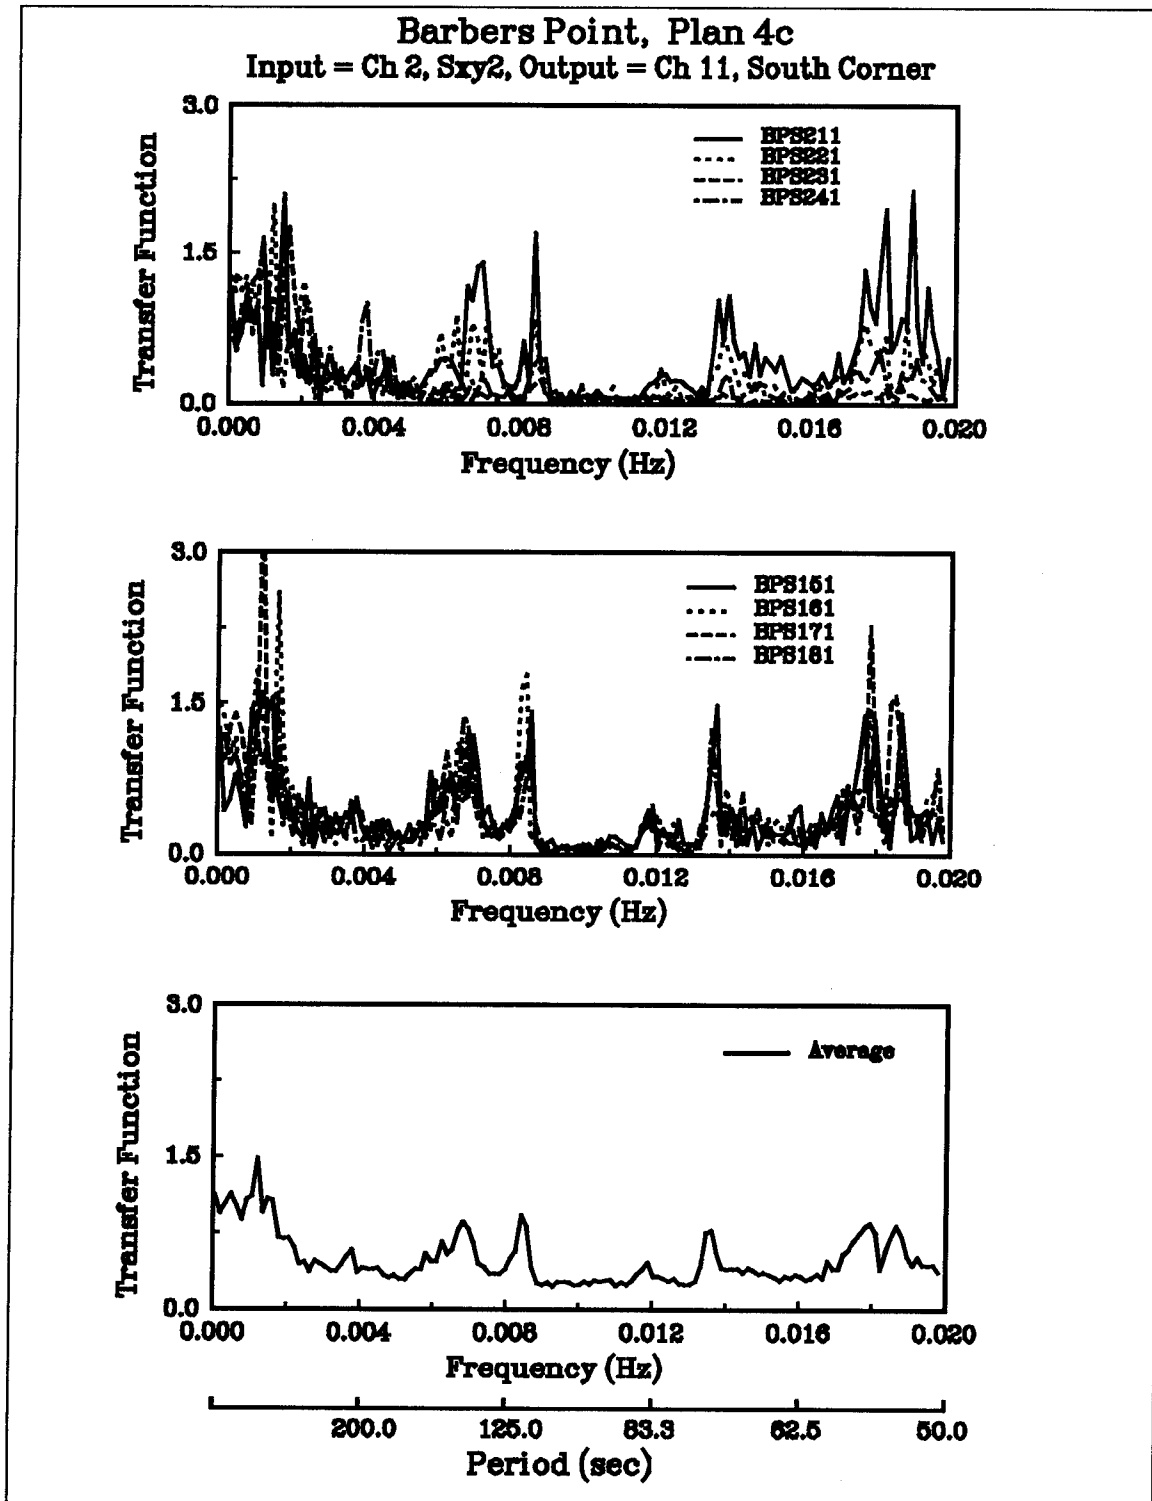 Barbers Point, Plan 4c
Input = Ch 2, Sxy2, Output = Ch 11, South Corner
3.0
1.5
0.0
Transfer Function
BPS211
BPS221
BPS231
BPS241
0.000 0.004 0.008 0.012 0.016 0.020
Frequency (Hz)
3.0
1.5
0.0
Transfer Function
BPS151
BPS161
BPS171
BPS181
0.000 0.004 0.008 0.012 0.016 0.020
Frequency (Hz)
3.0
1.5
0.0
Transfer Function
Average
0.000 0.004 0.008 0.012 0.016 0.020
Frequency (Hz)
200.0 125.0 83.3 62.5 50.0
Period (sec)